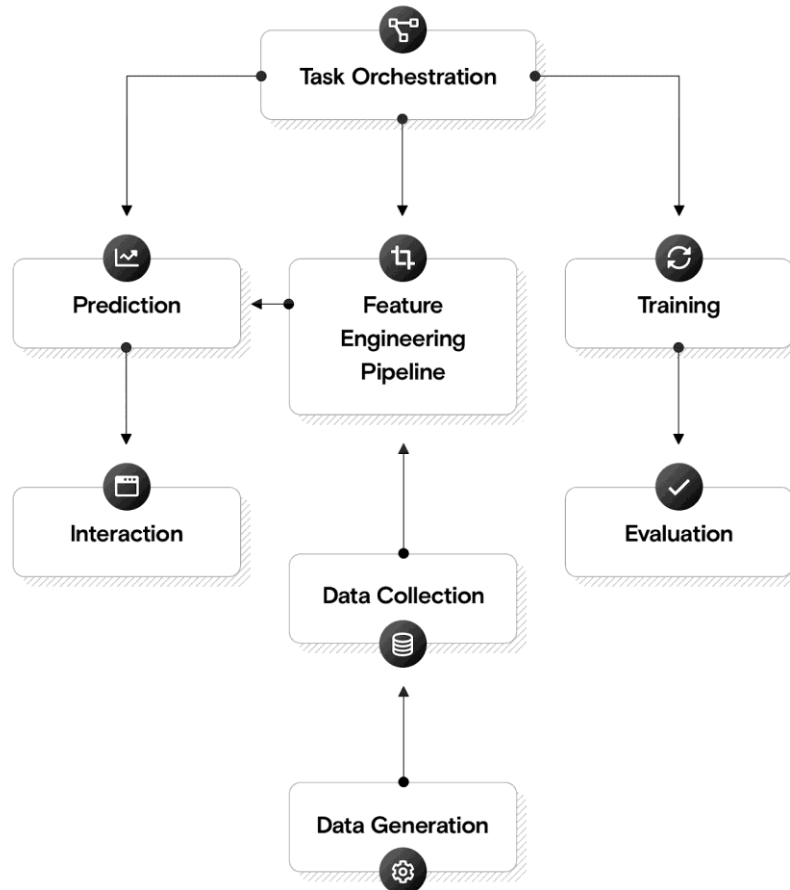 Task Orchestration
Prediction
Feature
Engineering
Pipeline
Training
Interaction
Evaluation
Data Collection
Data Generation